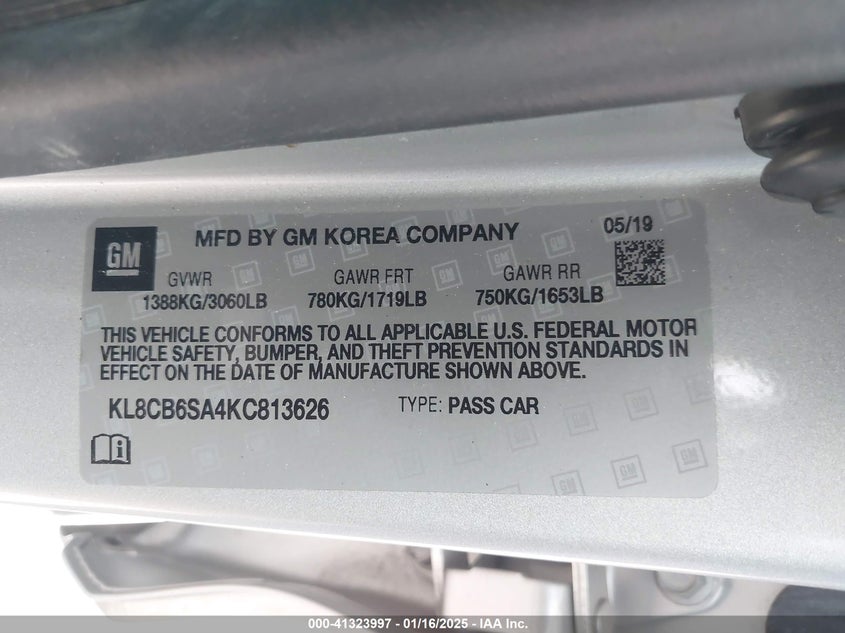 GM
MFD BY GM KOREA COMPANY
05/19
GVWR GAWR FRT GAWR RR
1388KG/3060LB 780KG/1719LB 750KG/1653LB
THIS VEHICLE CONFORMS TO ALL APPLICABLE U.S. FEDERAL MOTOR
VEHICLE SAFETY, BUMPER, AND THEFT PREVENTION STANDARDS IN
EFFECT ON THE DATE OF MANUFACTURE SHOWN ABOVE.
KL8CB6SA4KC813626 TYPE: PASS CAR
000-41323997 - 01/16/2025 - IAA Inc.